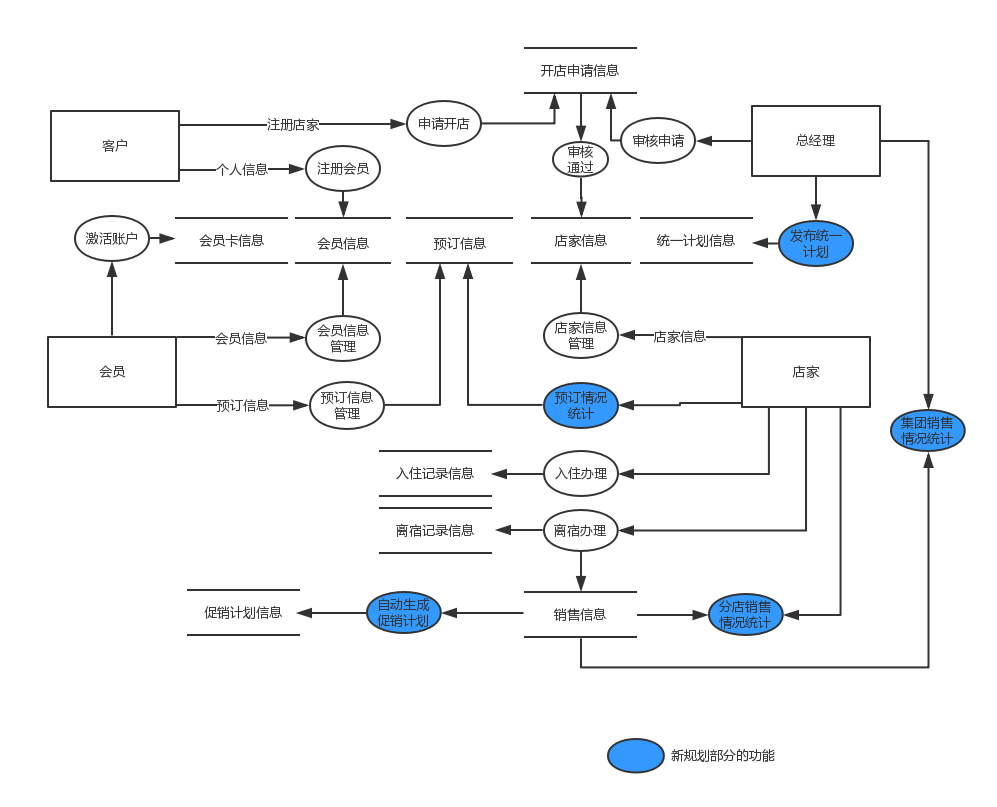 开店申请信息
注册店家
申请开店
审核申请
总经理
客户
审核
通过
个人信息
注册会员
激活账户
会员卡信息
会员信息
预订信息
店家信息
统一计划信息
发布统一
计划
会员信息
会员信息
管理
店家信息
管理
店家信息
会员
店家
预订信息
预订信息
管理
预订情况
统计
集团销售
情况统计
入住记录信息
入住办理
离宿记录信息
离宿办理
促销计划信息
自动生成
促销计划
销售信息
分店销售
情况统计
新规划部分的功能